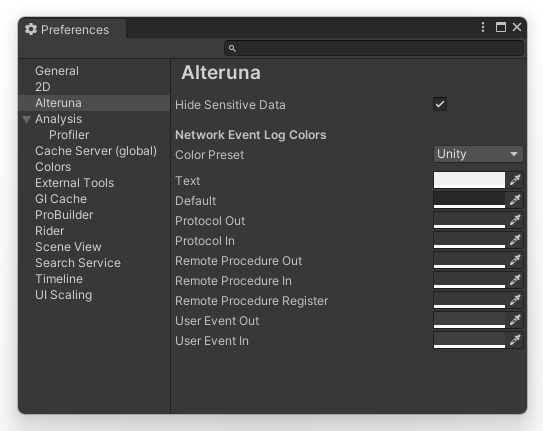 Preferences
General
2D
Alteruna
Analysis
Profiler
Cache Server (global)
Colors
External Tools
GI Cache
ProBuilder
Rider
Scene View
Search Service
Timeline
UI Scaling
Alteruna
Hide Sensitive Data
Network Event Log Colors
Color Preset Unity
Text
Default
Protocol Out
Protocol In
Remote Procedure Out
Remote Procedure In
Remote Procedure Register
User Event Out
User Event In